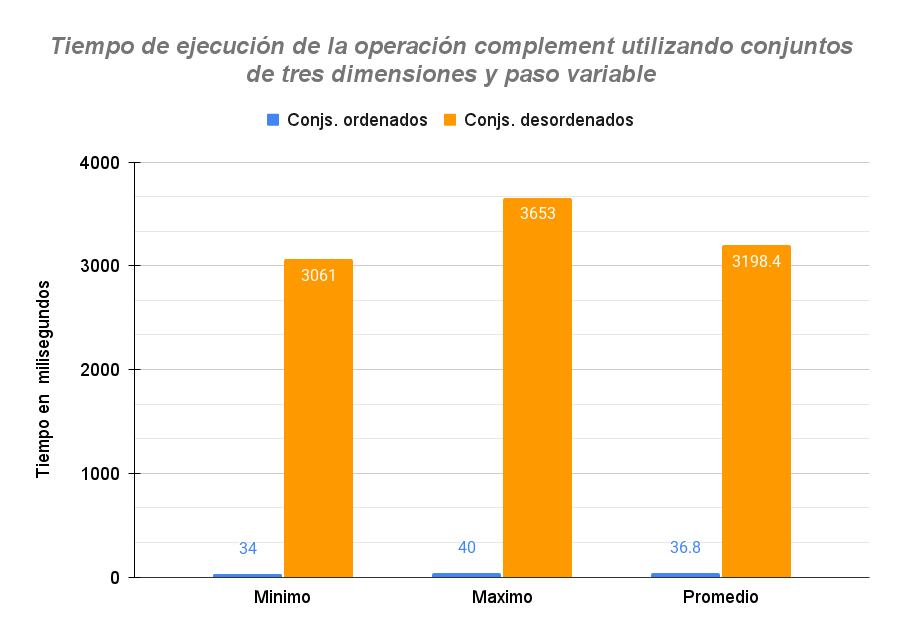 Tiempo de ejecución de la operación complement utilizando conjuntos
de tres dimensiones y paso variable
Conjs. ordenados Conjs. desordenados
Tiempo en milisegundos
4000
3000
2000
1000
0
34
3061
40
3653
36.8
3198.4
Minimo Maximo Promedio